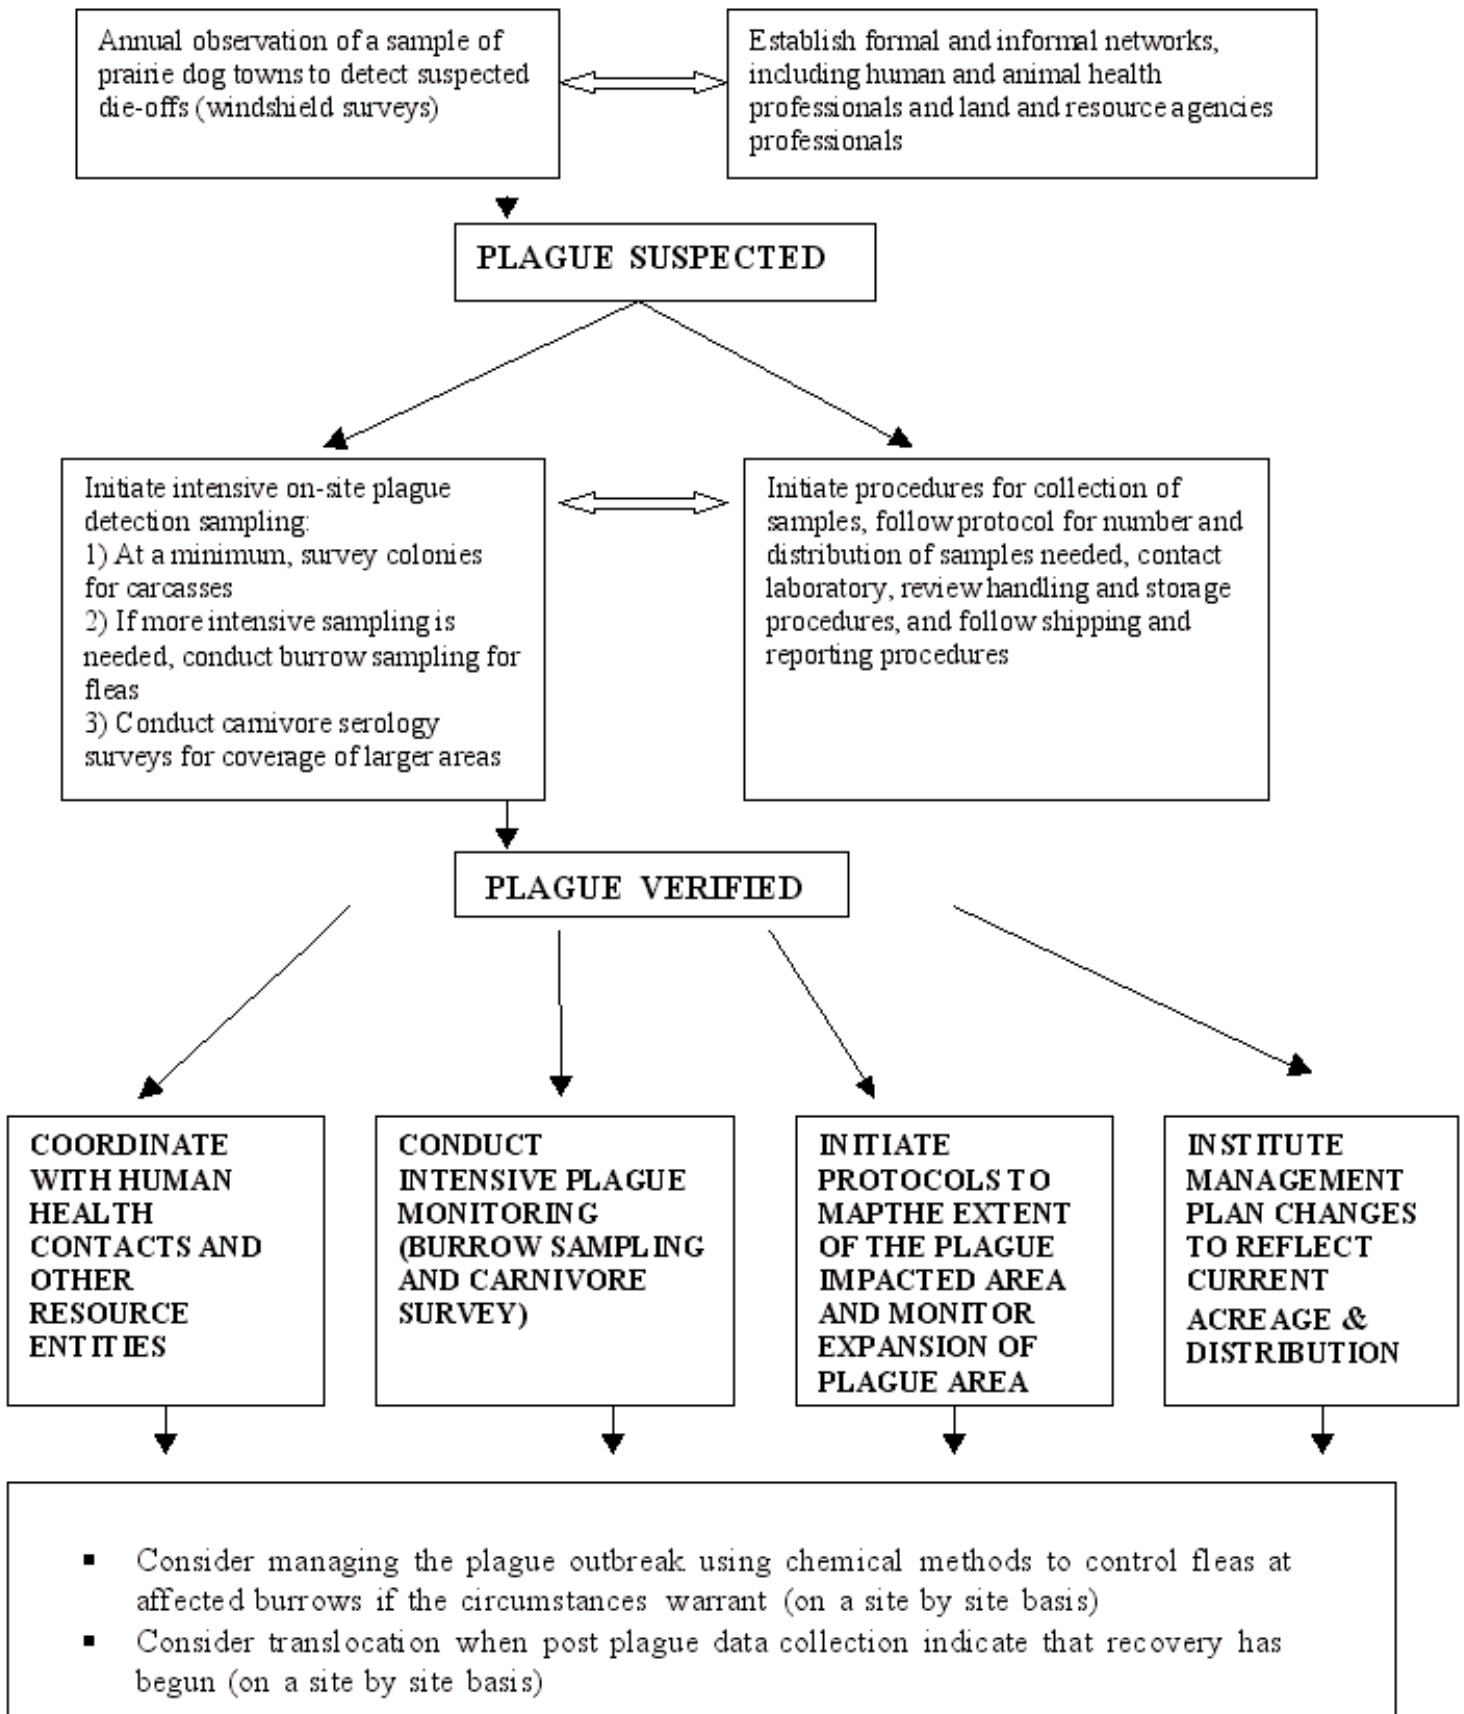 Annual observation of a sample of
prairie dog towns to detect suspected
die-offs (windshield surveys)
Establish formal and informal networks,
including human and animal health
professionals and land and resource agencies
professionals
PLAGUE SUSPECTED
Initiate intensive on-site plague
detection sampling:
1) At a minimum, survey colonies
for carcasses
2) If more intensive sampling is
needed, conduct burrow sampling for
fleas
3) Conduct carnivore serology
surveys for coverage of larger areas
Initiate procedures for collection of
samples, follow protocol for number and
distribution of samples needed, contact
laboratory, review handling and storage
procedures, and follow shipping and
reporting procedures
PLAGUE VERIFIED
COORDINATE
WITH HUMAN
HEALTH
CONTACTS AND
OTHER
RESOURCE
ENTITIES
CONDUCT
INTENSIVE PLAGUE
MONITORING
(BURROW SAMPLING
AND CARNIVORE
SURVEY)
INITIATE
PROTOCOLS TO
MAPTHE EXTENT
OF THE PLAGUE
IMPACTED AREA
AND MONITOR
EXPANSION OF
PLAGUE AREA
INSTITUTE
MANAGEMENT
PLAN CHANGES
TO REFLECT
CURRENT
ACREAGE &
DISTRIBUTION
▪ Consider managing the plague outbreak using chemical methods to control fleas at
affected burrows if the circumstances warrant (on a site by site basis)
▪ Consider translocation when post plague data collection indicate that recovery has
begun (on a site by site basis)